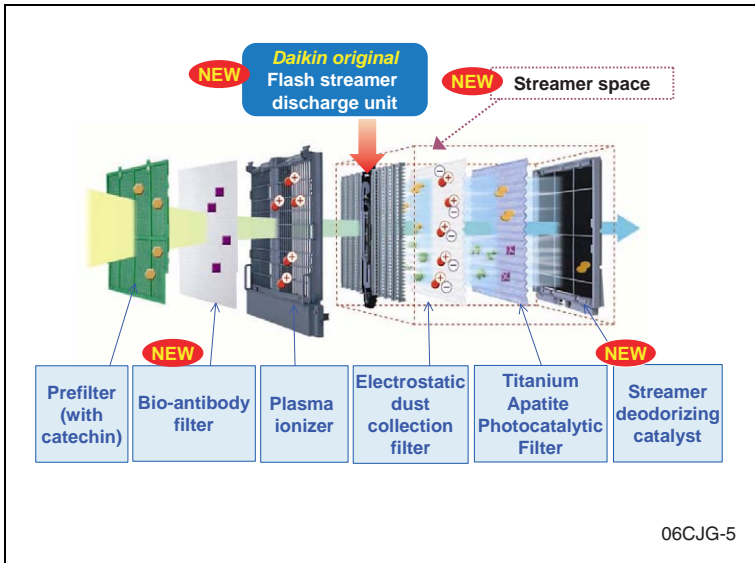 Daikin original
NEW
Flash streamer
discharge unit
NEW
Streamer space
NEW
NEW
Prefilter
(with
catechin)
Bio-antibody
filter
Plasma
ionizer
Electrostatic
dust
collection
filter
Titanium
Apatite
Photocatalytic
Filter
Streamer
deodorizing
catalyst
06CJG-5